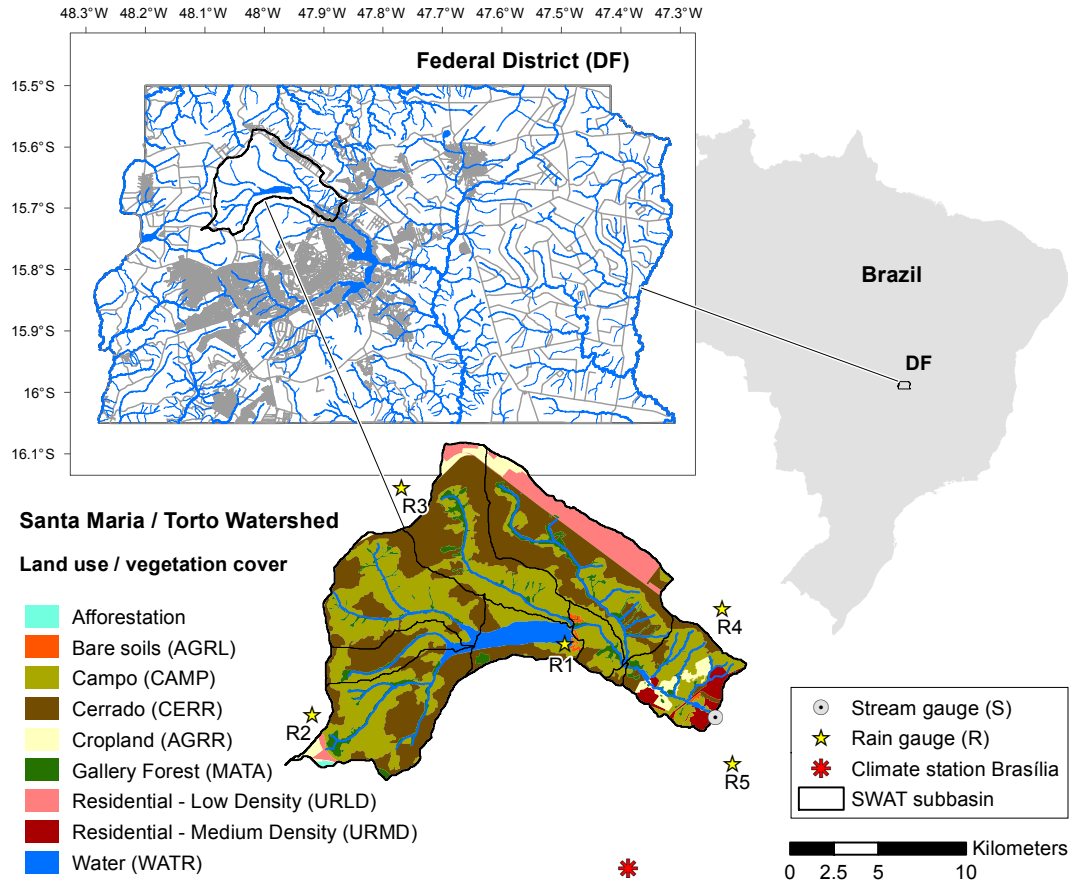 48.3°W 48.1°W 47.9°W 48°W 47.8°W 47.7°W 47.6°W 47.5°W 47.4°W 47.3°W
Federal District (DF)
15.5°S
15.6°S
15.7°S
15.8°S
15.9°S
16°S
16.1°S
Brazil
DF
R3
R4
R1
R2
R5
Santa Maria / Torto Watershed
Land use / vegetation cover
Afforestation
Bare soils (AGRL)
Campo (CAMP)
Cerrado (CERR)
Cropland (AGRR)
Gallery Forest (MATA)
Residential - Low Density (URLD)
Residential - Medium Density (URMD)
Water (WATR)
Stream gauge (S)
Rain gauge (R)
Climate station Brasília
SWAT subbasin
Kilometers
0 2.5 5 10